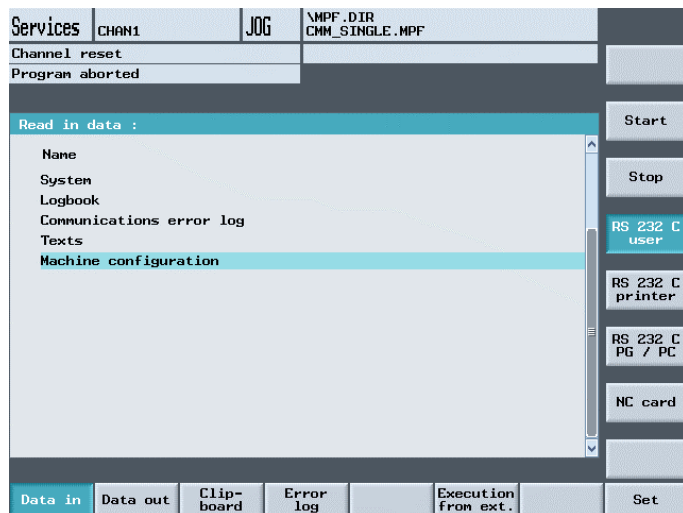 Services CHAN1 JOG \MPF.DIR
CMM_SINGLE.MPF
Channel reset
Program aborted
Read in data :
Name
System
Logbook
Communications error log
Texts
Machine configuration
Start
Stop
RS 232 C
user
RS 232 C
printer
RS 232 C
PG / PC
NC card
Data in
Data out
Clip-
board
Error
log
Execution
from ext.
Set